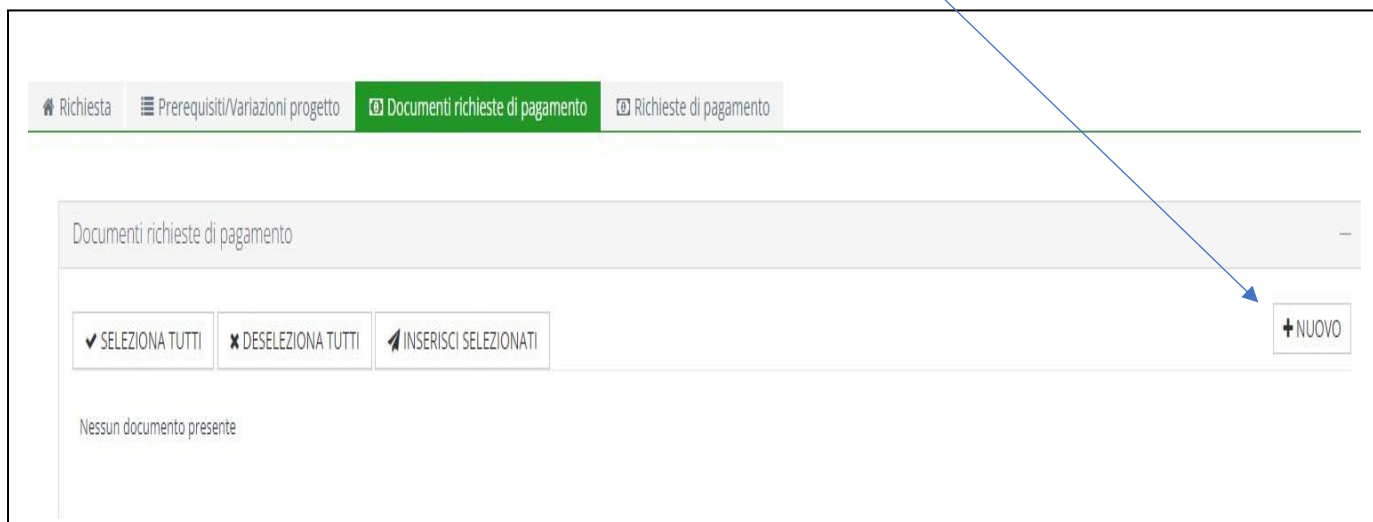 Richiesta Prerequisiti/Variazioni progetto Documenti richieste di pagamento Richieste di pagamento
Documenti richieste di pagamento
SELEZIONA TUTTI DESELEZIONA TUTTI INSERISCI SELEZIONATI NUOVO
Nessun documento presente